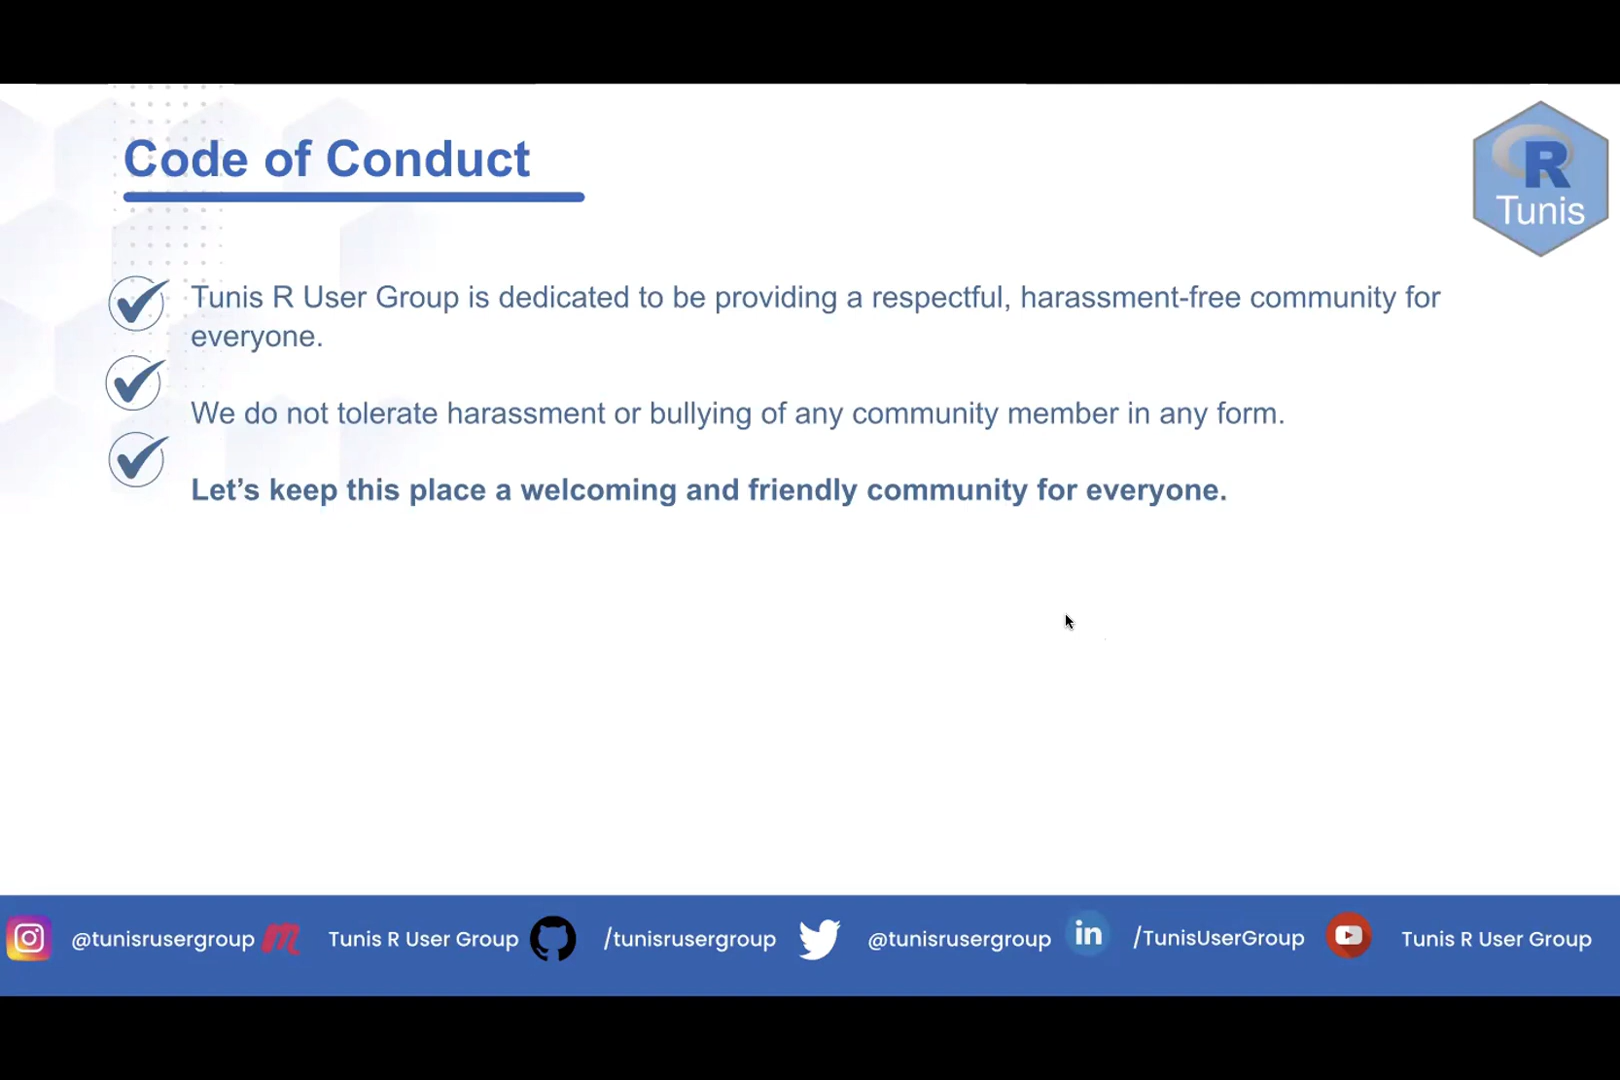 Code of Conduct
R
Tunis
Tunis R User Group is dedicated to be providing a respectful, harassment-free community for
everyone.
We do not tolerate harassment or bullying of any community member in any form.
Let’s keep this place a welcoming and friendly community for everyone.
@tunisrusergroup m Tunis R User Group /tunisrusergroup @tunisrusergroup in /TunisUserGroup Tunis R User Group